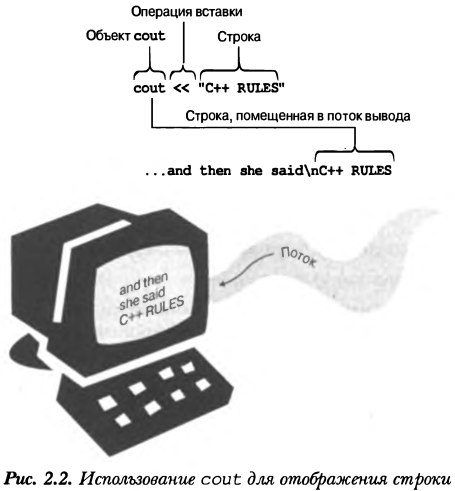 Операция вставки
Объект cout
Строка
cout << "C++ RULES"
Строка, помещенная в поток вывода
...and then she said\nC++ RULES
Поток
and then
she said
C++ RULES
Рис. 2.2. Использование cout для отображения строки